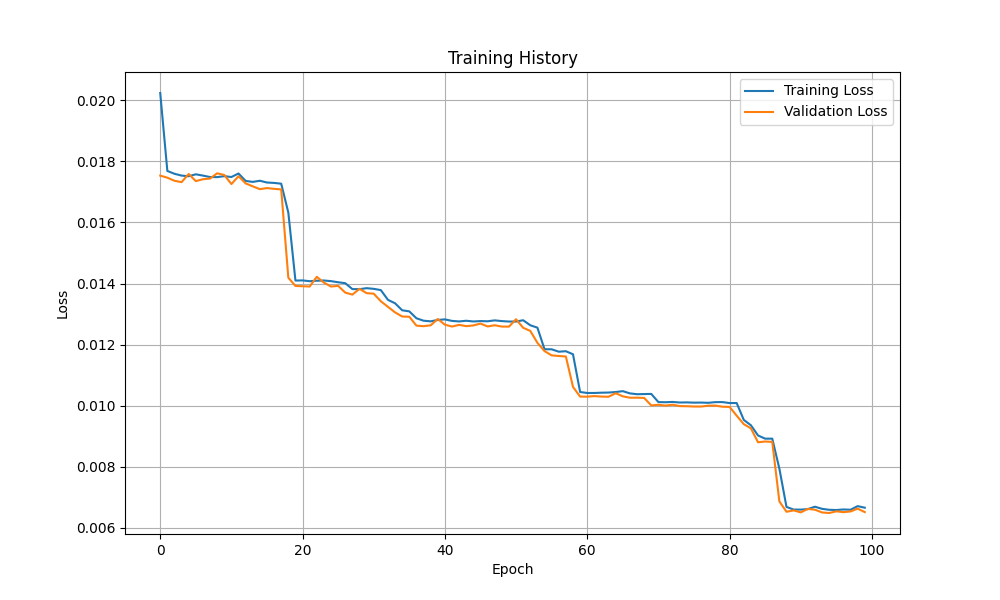 Training History
Training Loss
Validation Loss
0.020
0.018
0.016
0.014
0.012
0.010
0.008
0.006
Loss
0 20 40 60 80 100
Epoch